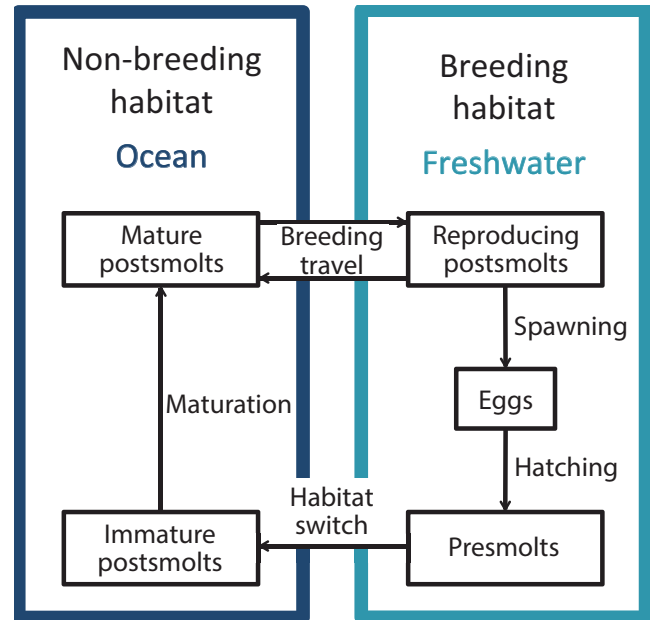 Non-breeding
habitat
Ocean
Breeding
habitat
Freshwater
Mature
postsmolts
Breeding
travel
Reproducing
postsmolts
Spawning
Eggs
Maturation
Hatching
Habitat
switch
Immature
postsmolts
Presmolts